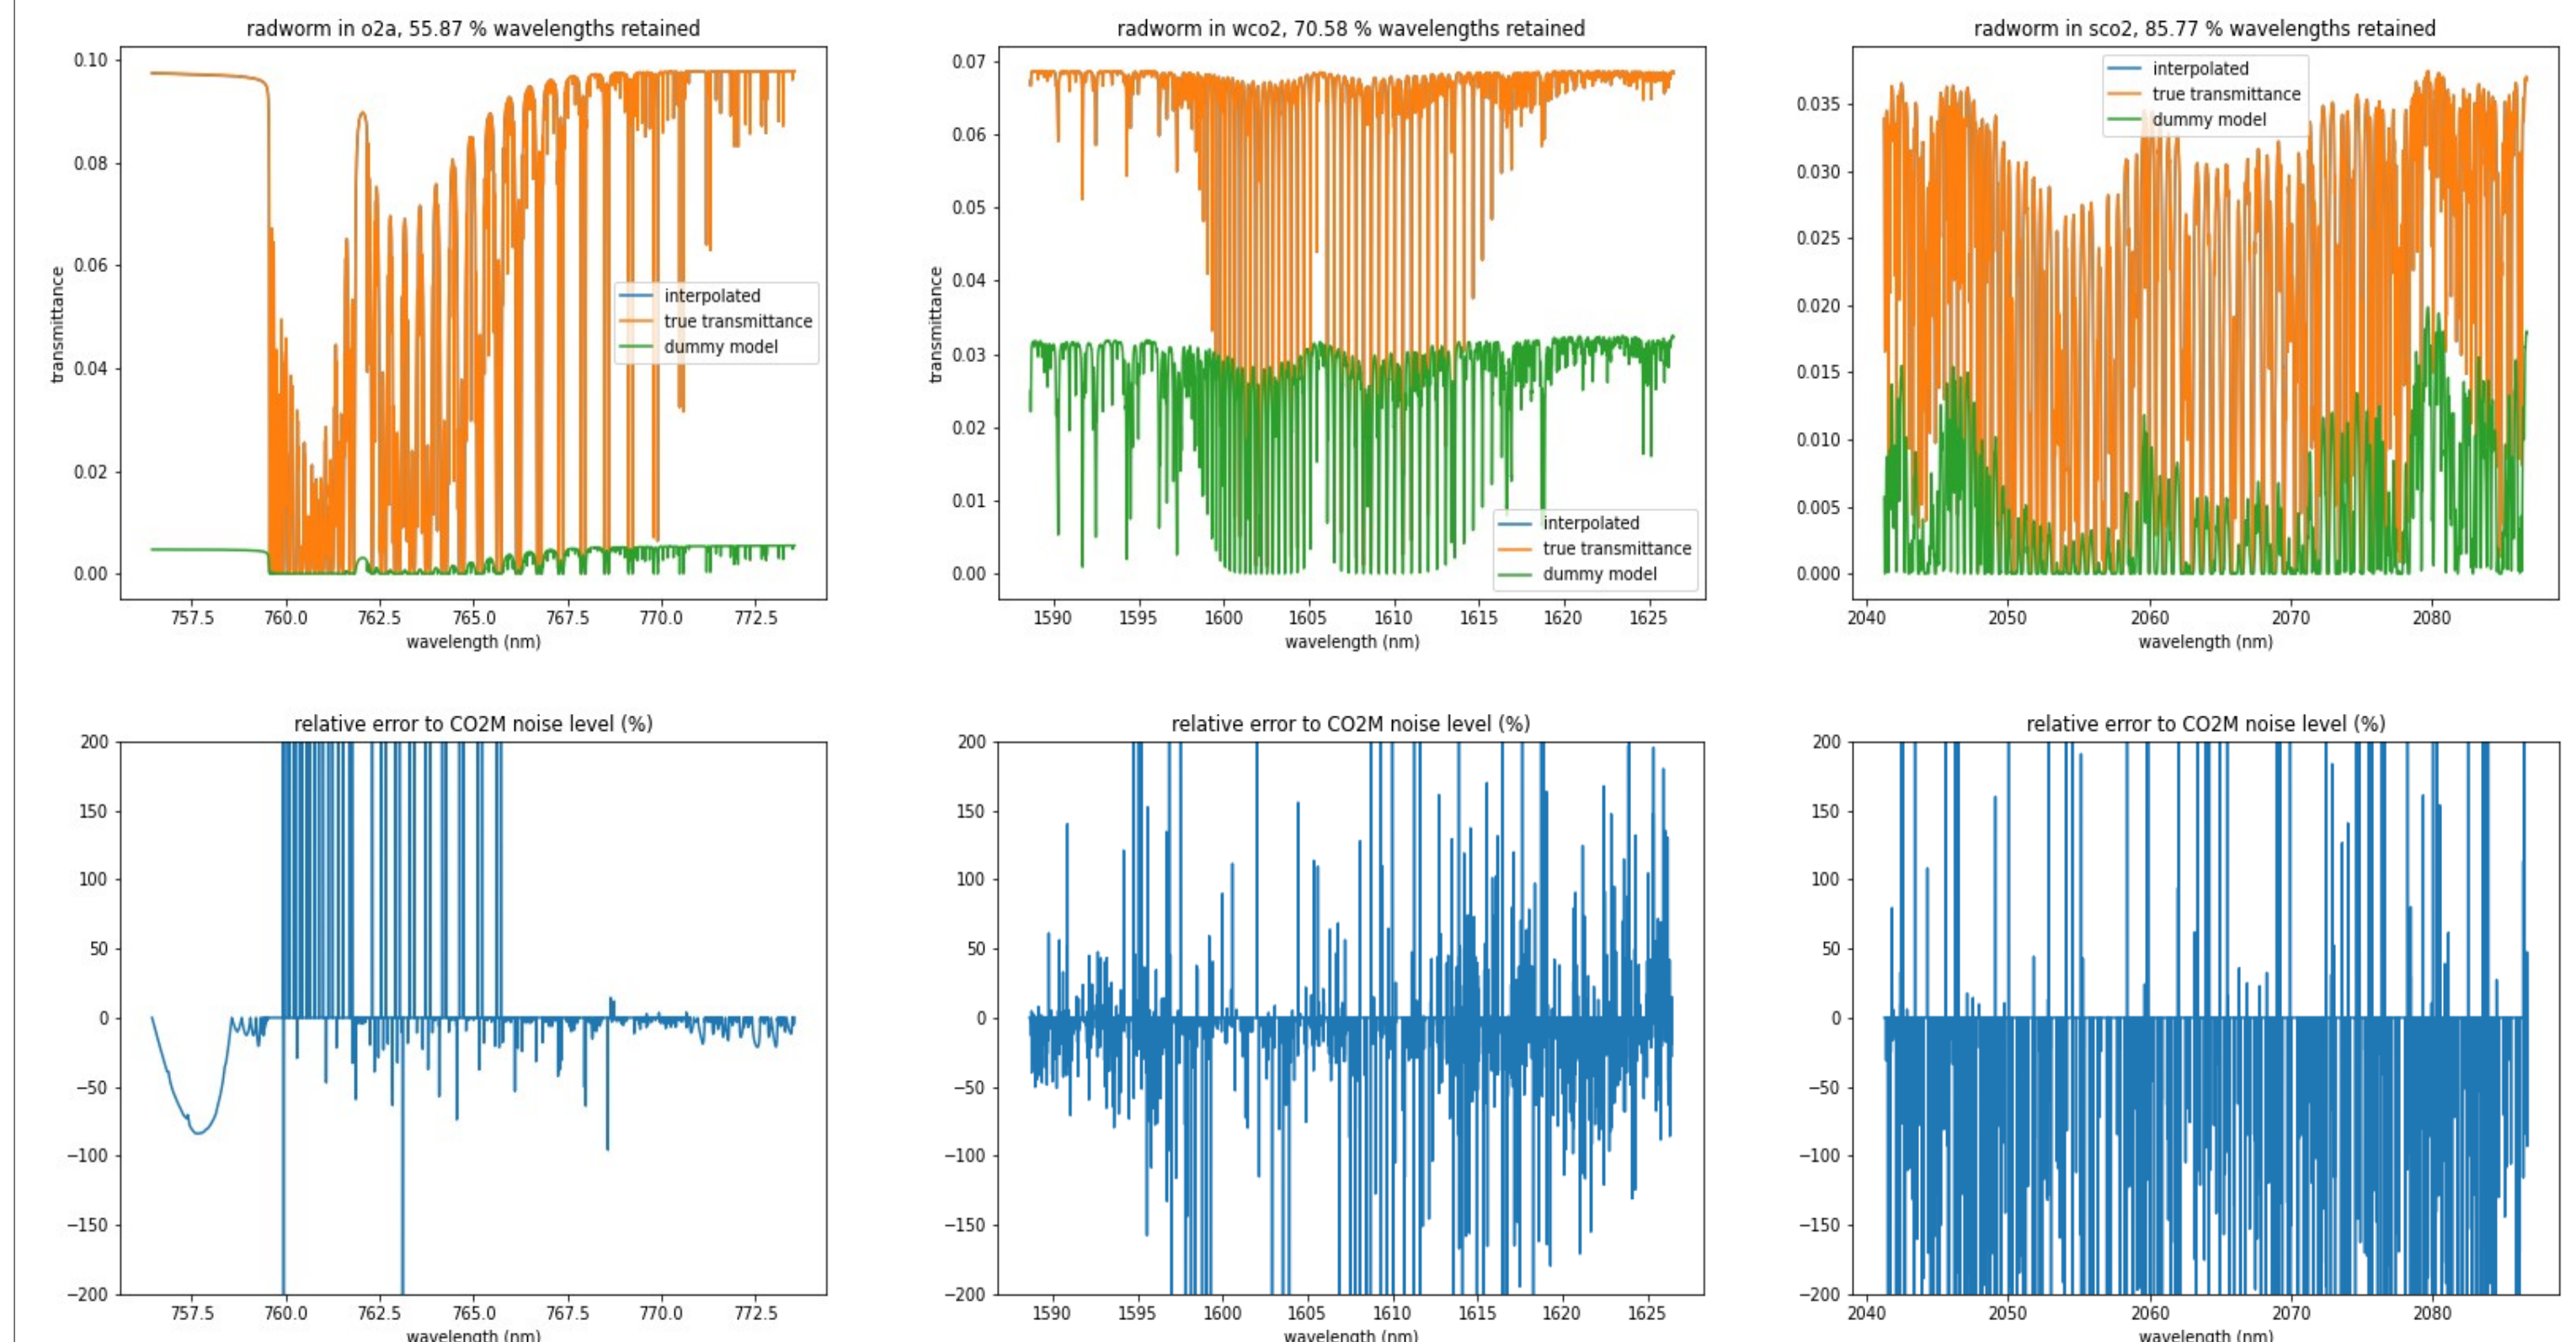 radworm in o2a, 55.87 % wavelengths retained
0.10
0.08
0.06
0.04
0.02
0.00
transmittance
interpolated
true transmittance
dummy model
757.5 760.0 762.5 765.0 767.5 770.0 772.5
wavelength (nm)
radworm in wco2, 70.58 % wavelengths retained
0.07
0.06
0.05
0.04
0.03
0.02
0.01
0.00
transmittance
interpolated
true transmittance
dummy model
1590 1595 1600 1605 1610 1615 1620 1625
wavelength (nm)
radworm in sco2, 85.77 % wavelengths retained
0.035
0.030
0.025
0.020
0.015
0.010
0.005
0.000
interpolated
true transmittance
dummy model
2040 2050 2060 2070 2080
wavelength (nm)
relative error to CO2M noise level (%)
200
150
100
50
0
−50
−100
−150
−200
757.5 760.0 762.5 765.0 767.5 770.0 772.5
wavelength (nm)
relative error to CO2M noise level (%)
200
150
100
50
0
−50
−100
−150
−200
1590 1595 1600 1605 1610 1615 1620 1625
wavelength (nm)
relative error to CO2M noise level (%)
200
150
100
50
0
−50
−100
−150
−200
2040 2050 2060 2070 2080
wavelength (nm)